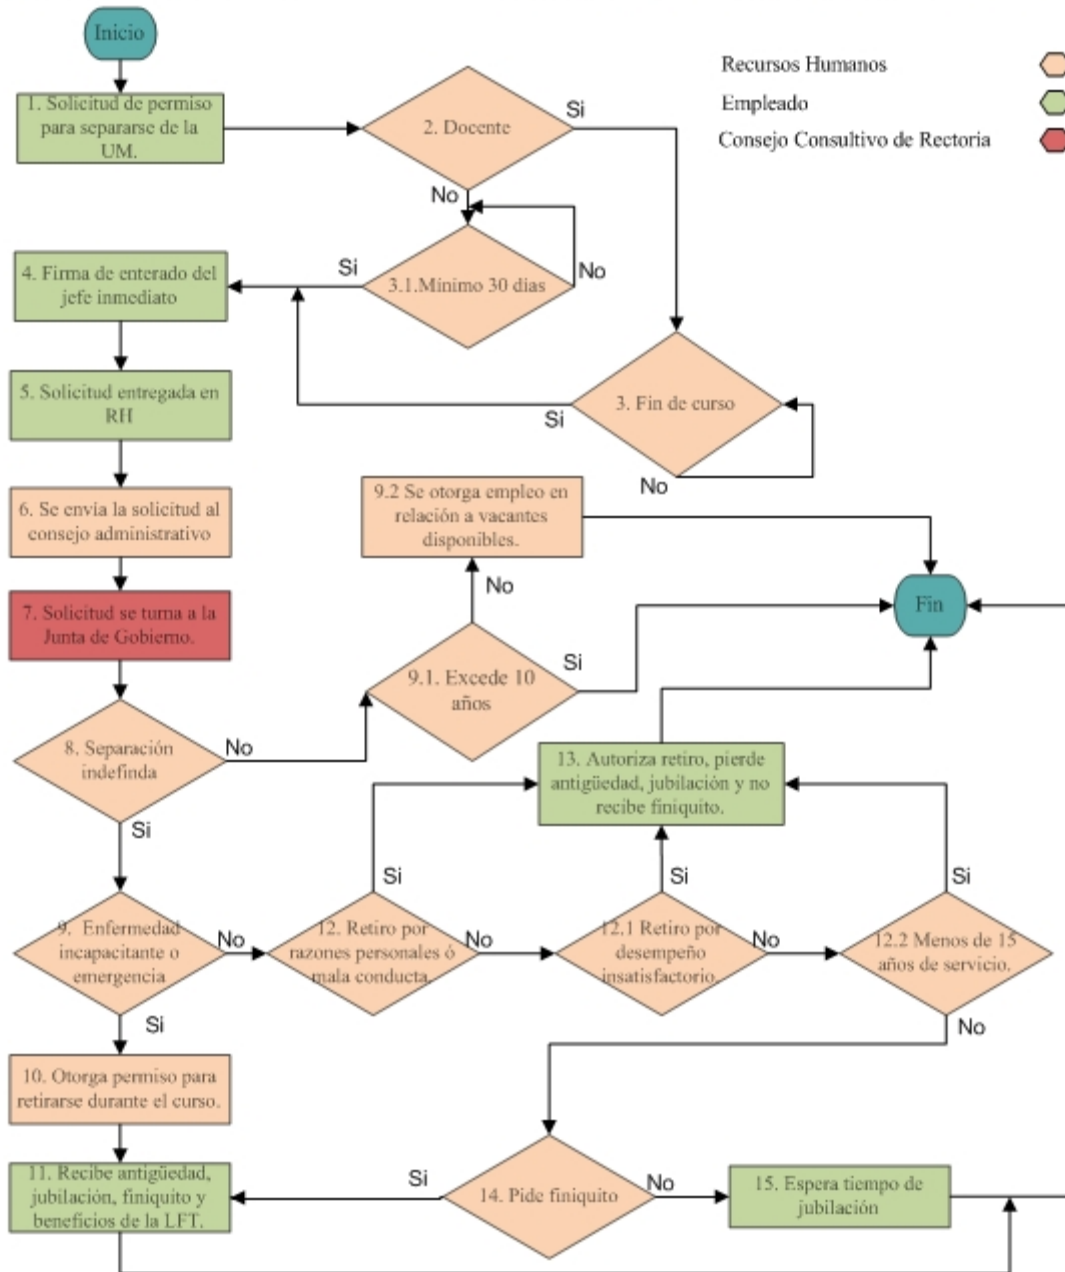 Inicio
Recursos Humanos
Empleado
Consejo Consultivo de Rectoria
1. Solicitud de permiso
para separarse de la
UM.
2. Docente
Si
No
3.1.Mínimo 30 días
Si
No
4. Firma de enterado del
jefe inmediato
5. Solicitud entregada en
RH
3. Fin de curso
Si
No
6. Se envía la solicitud al
consejo administrativo
9.2 Se otorga empleo en
relación a vacantes
disponibles.
No
7. Solicitud se turna a la
Junta de Gobierno.
Fin
9.1. Excede 10
años
Si
8. Separación
indefinda
No
Si
13. Autoriza retiro, pierde
antigüedad, jubilación y no
recibe finiquito.
Si
Si
Si
9. Enfermedad
incapacitante o
emergencia
No
12. Retiro por
razones personales ó
mala conducta.
No
12.1 Retiro por
desempeño
insatisfactorio.
No
12.2 Menos de 15
años de servicio.
Si
No
10. Otorga permiso para
retirarse durante el curso.
11. Recibe antigüedad,
jubilación, finiquito y
beneficios de la LFT.
Si
14. Pide finiquito
No
15. Espera tiempo de
jubilación